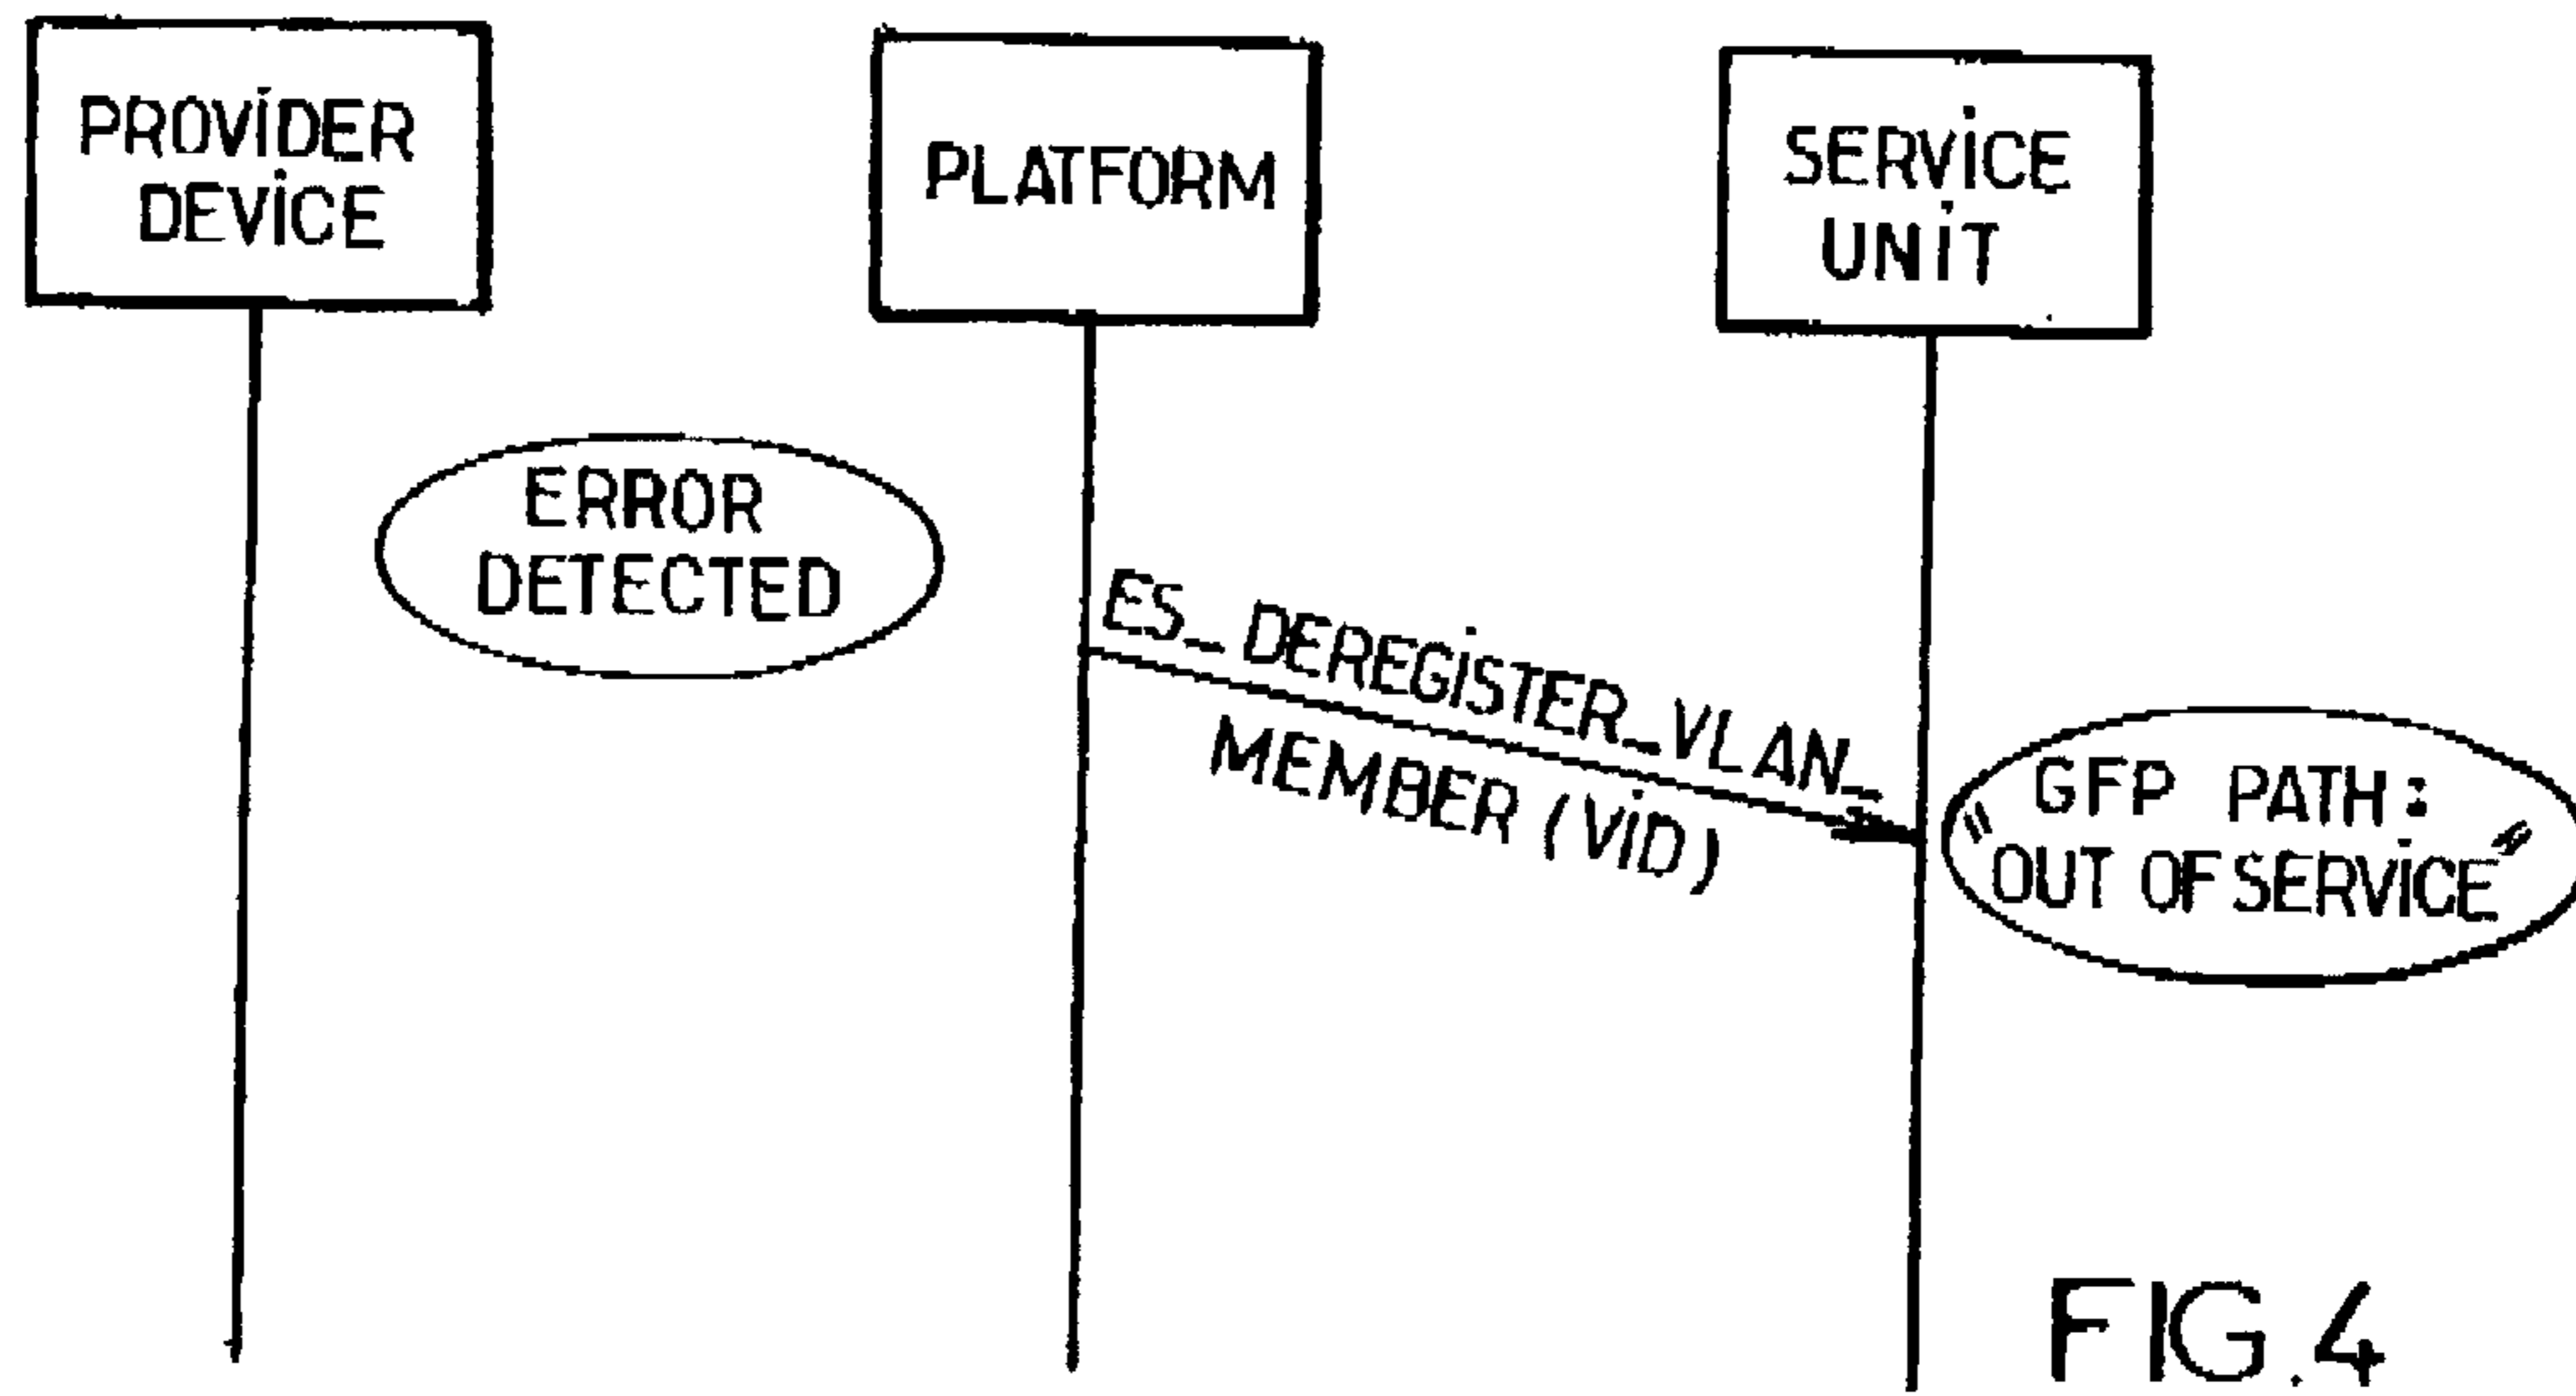 PROViDER
DEViCE
PLATFORM
SERViCE
UNiT
ERROR
DETECTED
ES_DEREGiSTER_VLAN_
MEMBER (ViD)
" GFP PATH :
OUT OF SERViCE "
FIG.4